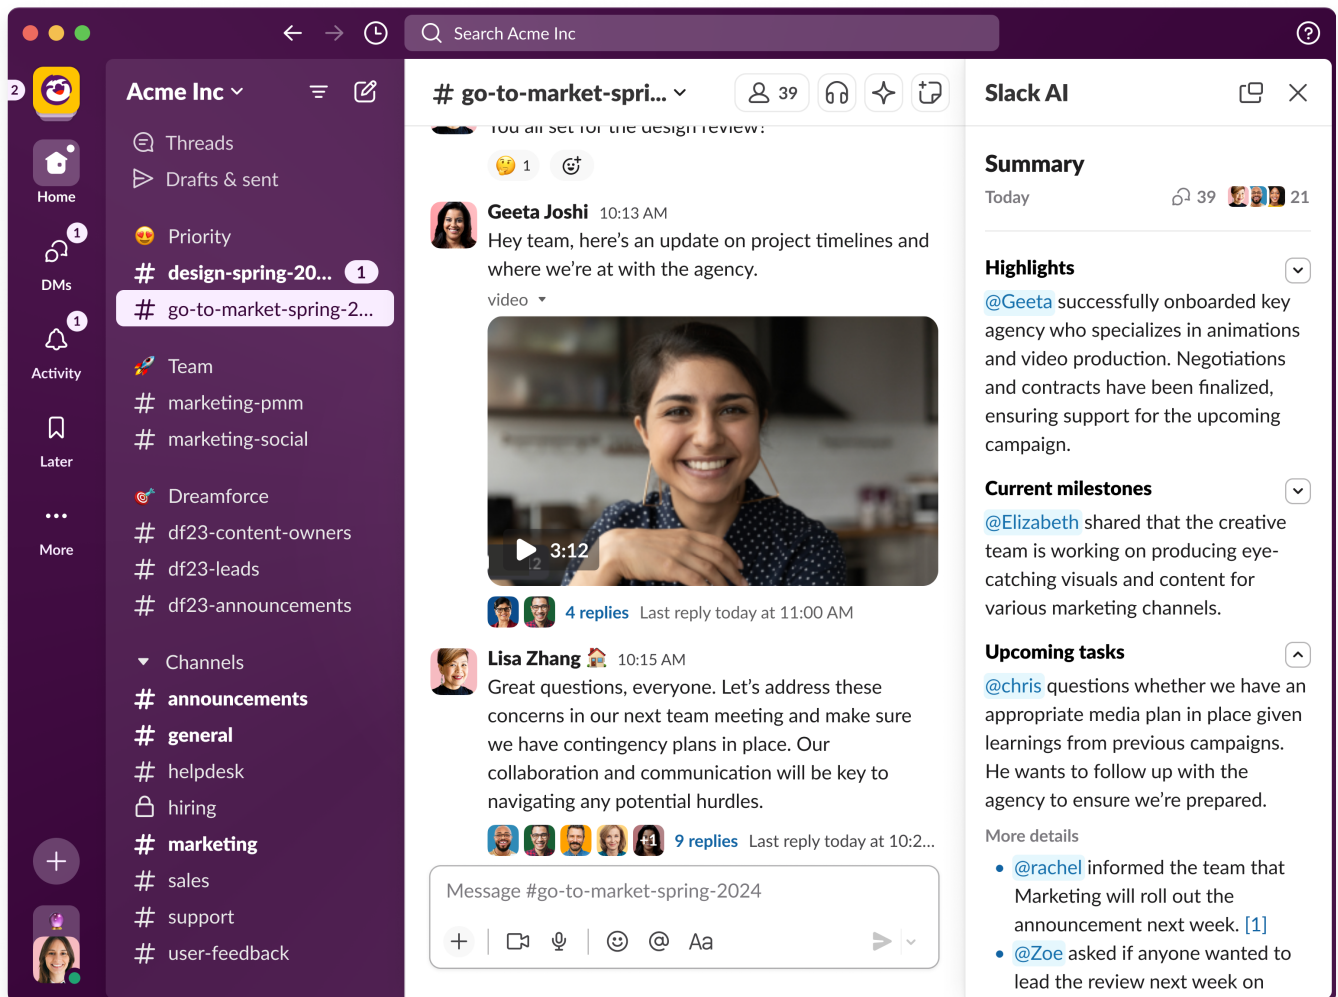 Search Acme Inc
2
Home
1
DMs
1
Activity
Later
More
Acme Inc
Threads
Drafts & sent
Priority
# design-spring-20... 1
# go-to-market-spring-2...
Team
# marketing-pmm
# marketing-social
Dreamforce
# df23-content-owners
# df23-leads
# df23-announcements
Channels
# announcements
# general
# helpdesk
hiring
# marketing
# sales
# support
# user-feedback
# go-to-market-spri... 39
You all set for the design review?
1
Geeta Joshi 10:13 AM
Hey team, here’s an update on project timelines and
where we’re at with the agency.
video
3:12
4 replies Last reply today at 11:00 AM
Lisa Zhang 10:15 AM
Great questions, everyone. Let’s address these
concerns in our next team meeting and make sure
we have contingency plans in place. Our
collaboration and communication will be key to
navigating any potential hurdles.
+1 9 replies Last reply today at 10:2...
Message #go-to-market-spring-2024
Aa
Slack AI
Summary
Today 39 21
Highlights
@Geeta successfully onboarded key
agency who specializes in animations
and video production. Negotiations
and contracts have been finalized,
ensuring support for the upcoming
campaign.
Current milestones
@Elizabeth shared that the creative
team is working on producing eye-
catching visuals and content for
various marketing channels.
Upcoming tasks
@chris questions whether we have an
appropriate media plan in place given
learnings from previous campaigns.
He wants to follow up with the
agency to ensure we’re prepared.
More details
• @rachel informed the team that
Marketing will roll out the
announcement next week. [1]
• @Zoe asked if anyone wanted to
lead the review next week on